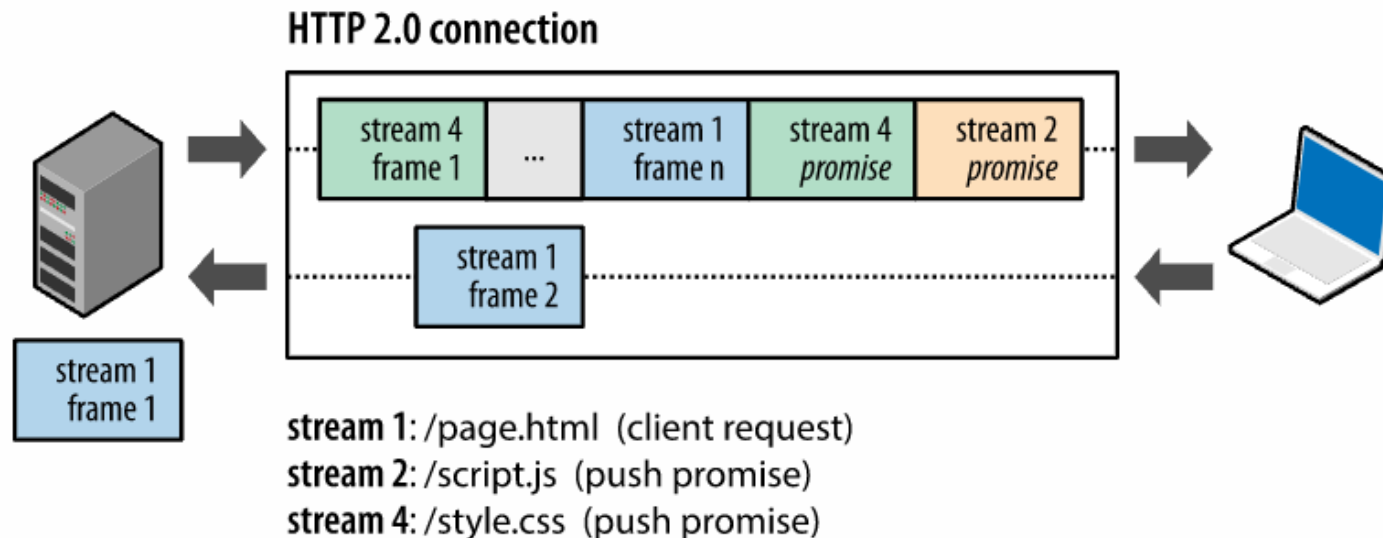 HTTP 2.0 connection
stream 4
frame 1
...
stream 1
frame n
stream 4
promise
stream 2
promise
stream 1
frame 2
stream 1
frame 1
stream 1: /page.html (client request)
stream 2: /script.js (push promise)
stream 4: /style.css (push promise)